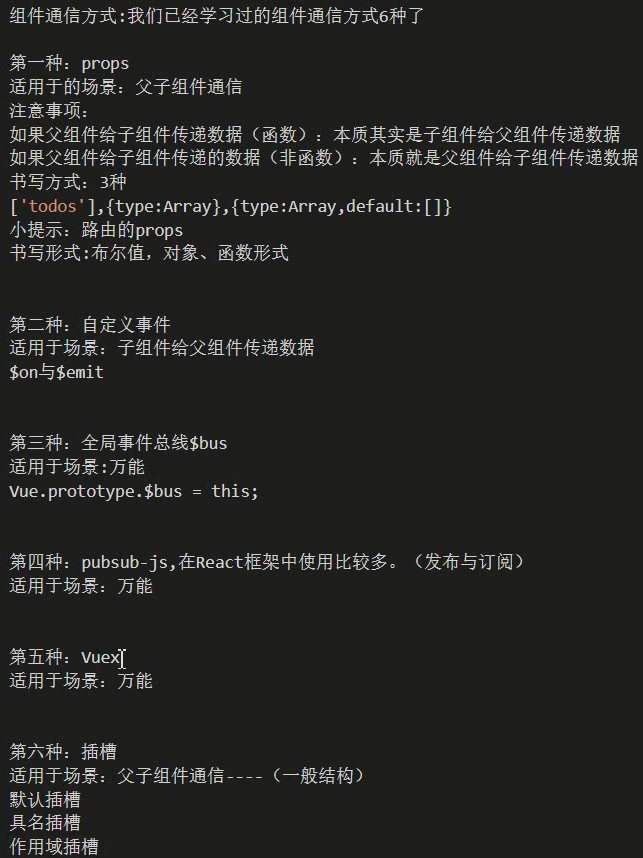 组件通信方式:我们已经学习过的组件通信方式6种了
第一种：props
适用于的场景：父子组件通信
注意事项：
如果父组件给子组件传递数据（函数）：本质其实是子组件给父组件传递数据
如果父组件给子组件传递的数据（非函数）：本质就是父组件给子组件传递数据
书写方式：3种
['todos'],{type:Array},{type:Array,default:[]}
小提示：路由的props
书写形式:布尔值，对象、函数形式
第二种：自定义事件
适用于场景：子组件给父组件传递数据
$on与$emit
第三种：全局事件总线$bus
适用于场景:万能
Vue.prototype.$bus = this;
第四种：pubsub-js,在React框架中使用比较多。（发布与订阅）
适用于场景：万能
第五种：Vuex
适用于场景：万能
第六种：插槽
适用于场景：父子组件通信----（一般结构）
默认插槽
具名插槽
作用域插槽